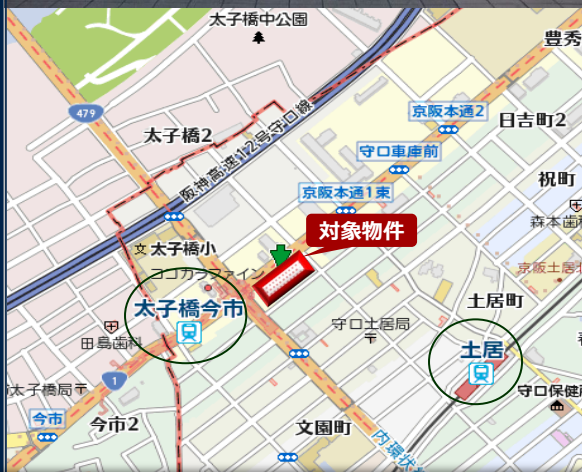 太子橋中公園
豊秀
479
京阪本通2
日吉町2
太子橋2
阪神高速12号守口線
守口車庫前
祝町
京阪本通1東
森本歯
対象物件
文 太子橋小
ココカラファイン
京阪土居北
太子橋今市
土居町
守口土居局
〒
田島歯科
土居
太子橋局〒
1
守口保健
今市
今市2
文園町
内環状